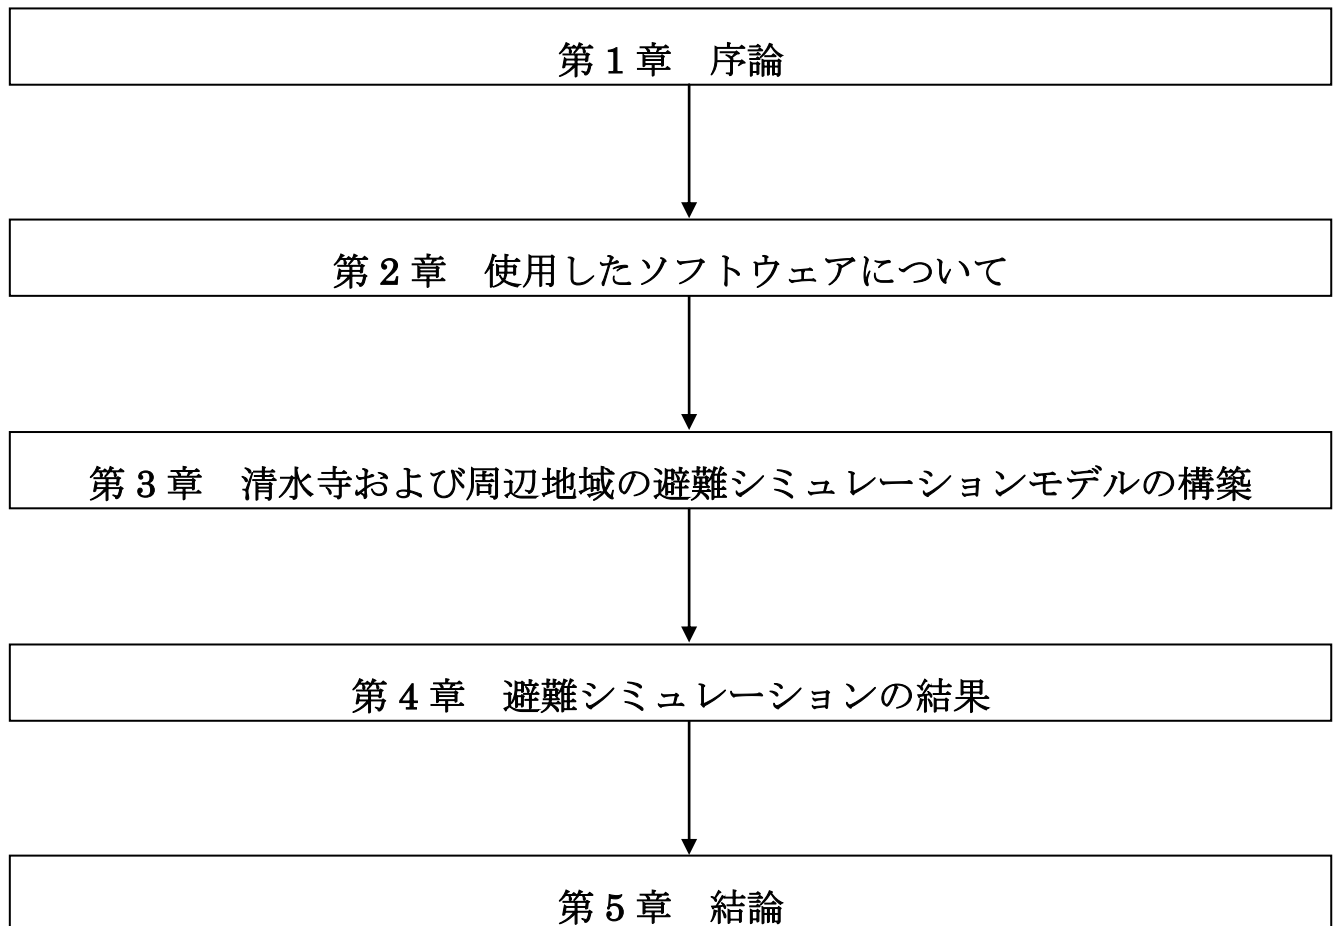 第1章　序論
第2章　使用したソフトウェアについて
第3章　清水寺および周辺地域の避難シミュレーションモデルの構築
第4章　避難シミュレーションの結果
第5章　結論